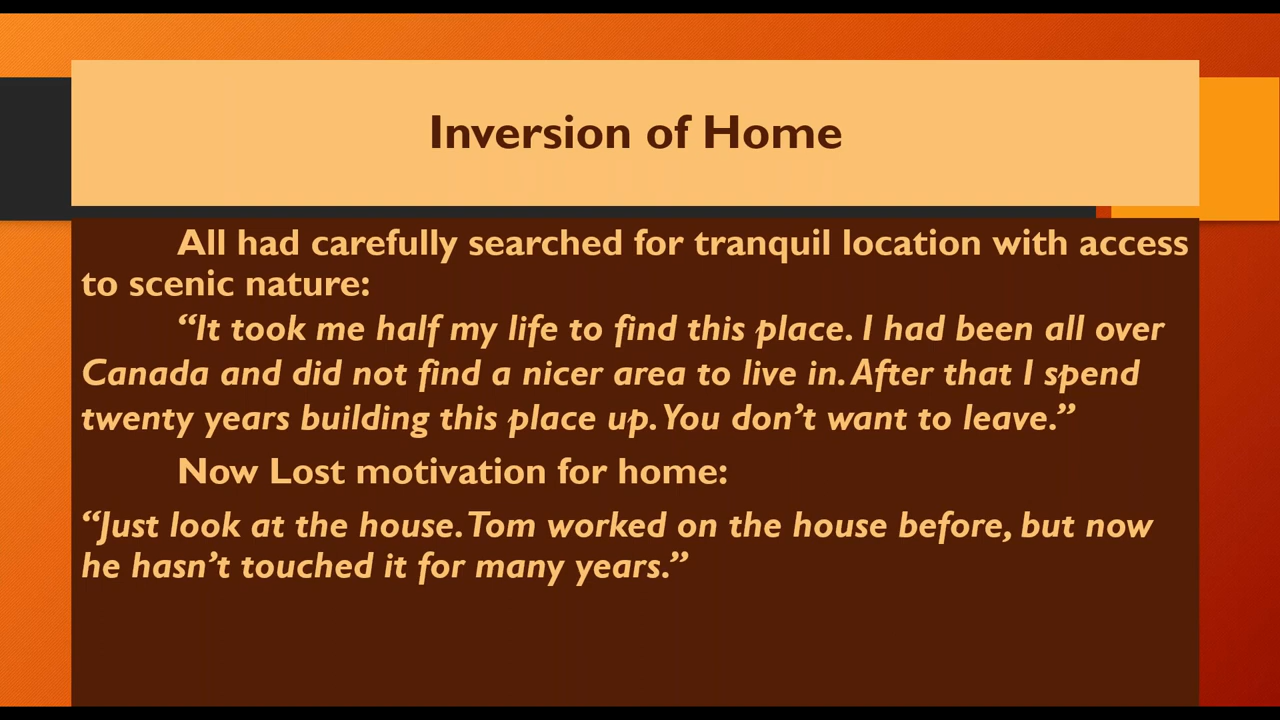 Inversion of Home
All had carefully searched for tranquil location with access
to scenic nature:
“It took me half my life to find this place. I had been all over
Canada and did not find a nicer area to live in. After that I spend
twenty years building this place up. You don’t want to leave.”
Now Lost motivation for home:
“Just look at the house. Tom worked on the house before, but now
he hasn’t touched it for many years.”